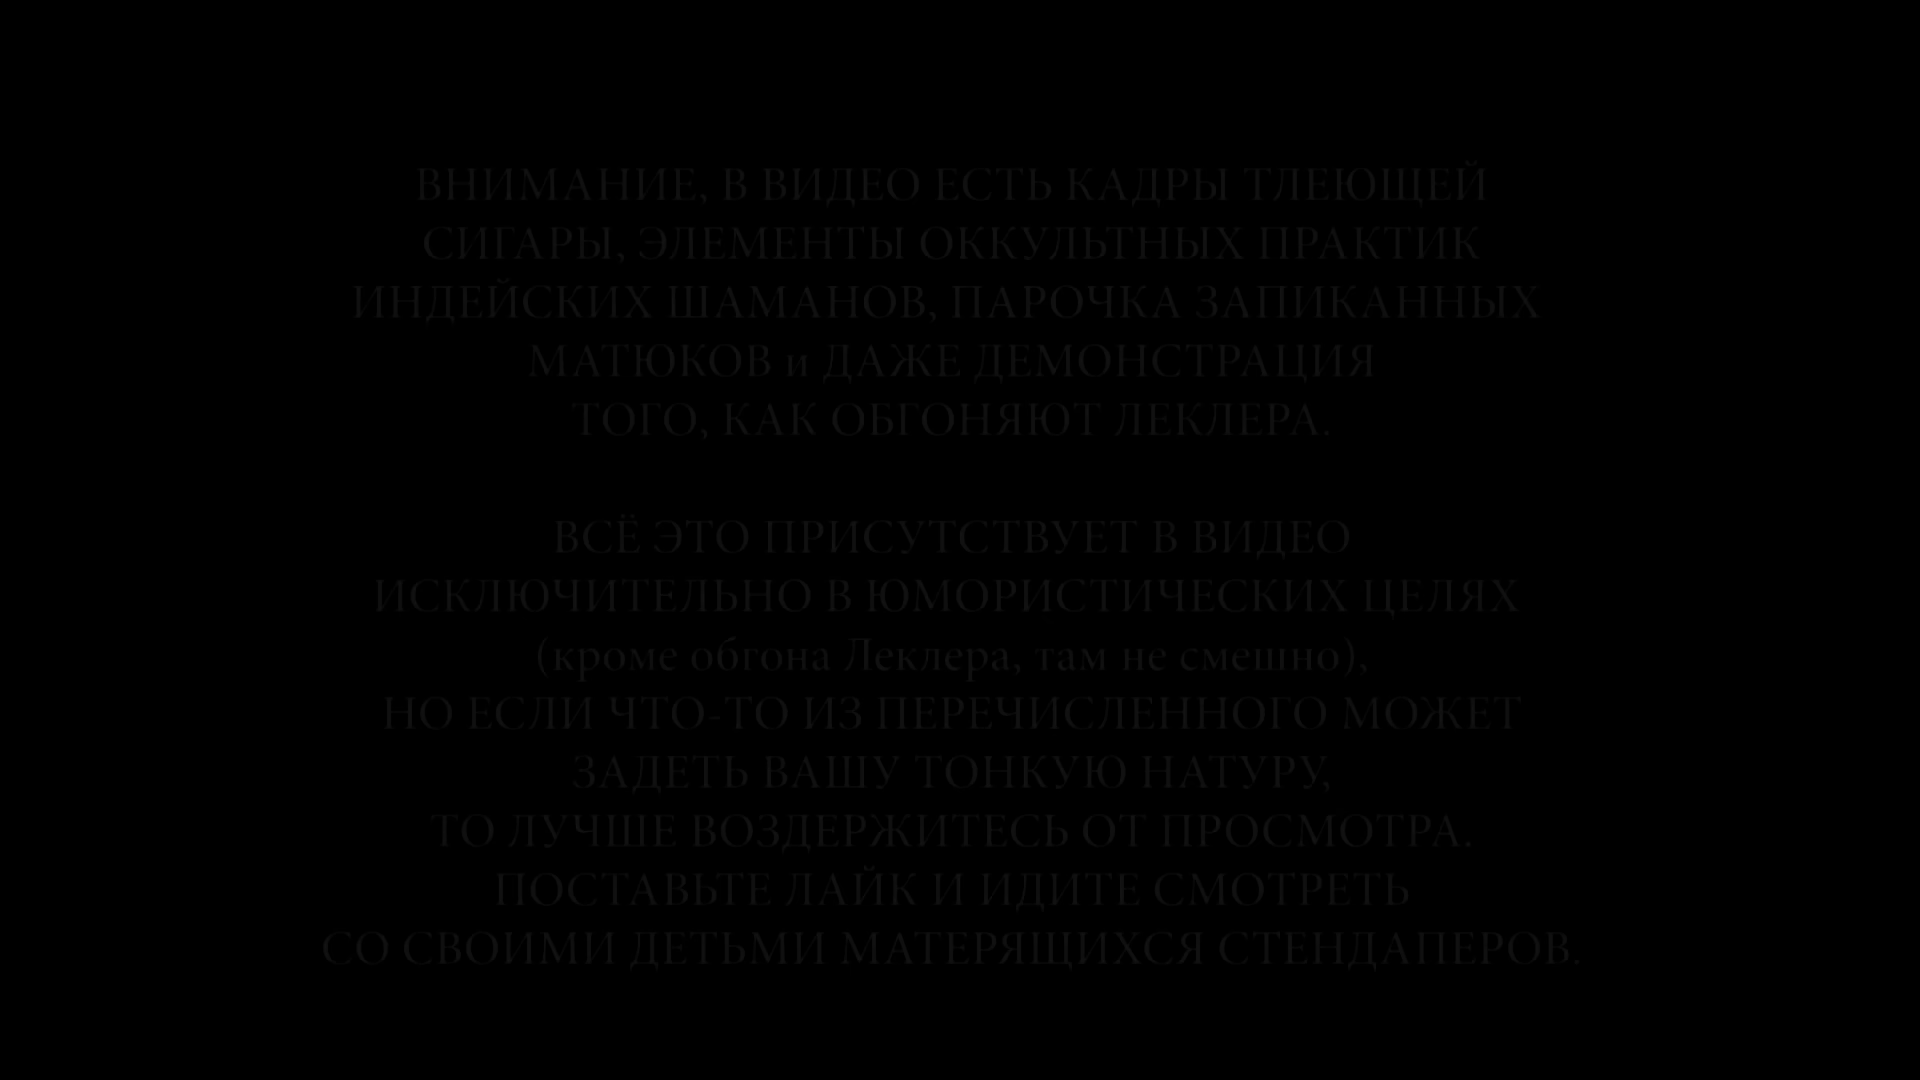 ВНИМАНИЕ, В ВИДЕО ЕСТЬ КАДРЫ ТЛЕЮЩЕЙ
СИГАРЫ, ЭЛЕМЕНТЫ ОККУЛЬТНЫХ ПРАКТИК
ИНДЕЙСКИХ ШАМАНОВ, ПАРОЧКА ЗАПИКАННЫХ
МАТЮКОВ и ДАЖЕ ДЕМОНСТРАЦИЯ
ТОГО, КАК ОБГОНЯЮТ ЛЕКЛЕРА.
ВСЁ ЭТО ПРИСУТСТВУЕТ В ВИДЕО
ИСКЛЮЧИТЕЛЬНО В ЮМОРИСТИЧЕСКИХ ЦЕЛЯХ
(кроме обгона Леклера, там не смешно),
НО ЕСЛИ ЧТО-ТО ИЗ ПЕРЕЧИСЛЕННОГО МОЖЕТ
ЗАДЕТЬ ВАШУ ТОНКУЮ НАТУРУ,
ТО ЛУЧШЕ ВОЗДЕРЖИТЕСЬ ОТ ПРОСМОТРА.
ПОСТАВЬТЕ ЛАЙК И ИДИТЕ СМОТРЕТЬ
СО СВОИМИ ДЕТЬМИ МАТЕРЯЩИХСЯ СТЕНДАПЕРОВ.